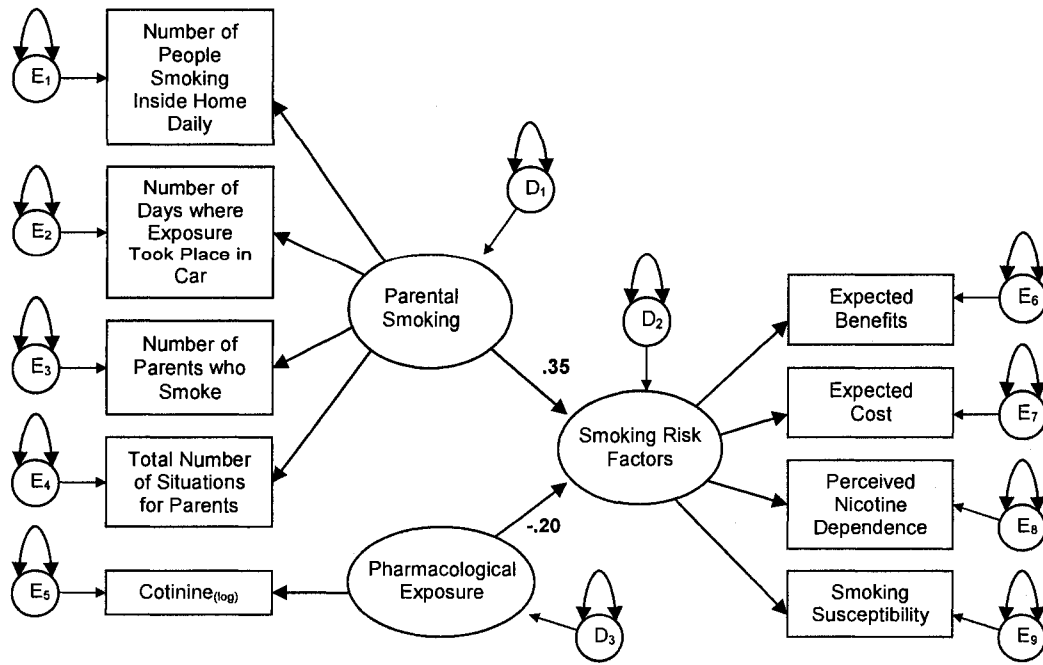 E1
Number of
People
Smoking
Inside Home
Daily
E2
Number of
Days where
Exposure
Took Place in
Car
E3
Number of
Parents who
Smoke
E4
Total Number
of Situations
for Parents
E5
Cotinine(log)
D1
Parental
Smoking
D2
.35
Smoking Risk
Factors
-.20
Pharmacological
Exposure
D3
Expected
Benefits
E6
Expected
Cost
E7
Perceived
Nicotine
Dependence
E8
Smoking
Susceptibility
E9